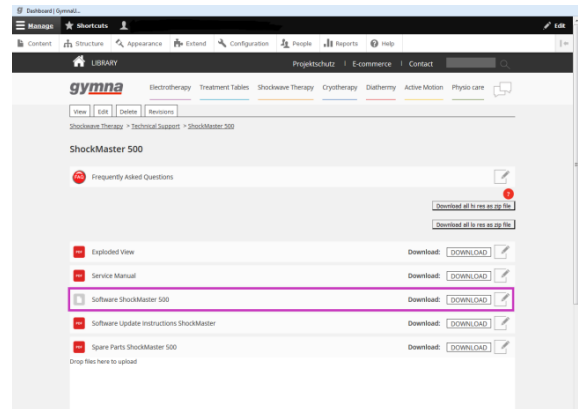 Dashboard | Gymna|...
Manage Shortcuts Edit
Content Structure Appearance Extend Configuration People Reports Help
LIBRARY Projektschutz I E-commerce I Contact
gymna Electrotherapy Treatment Tables Shockwave Therapy Cryotherapy Diathermy Active Motion Physio care
View Edit Delete Revisions
Shockwave Therapy > Technical Support > ShockMaster 500
ShockMaster 500
FAQ Frequently Asked Questions
?
Download all hi res as zip file
Download all lo res as zip file
PDF Exploded View Download: DOWNLOAD
PDF Service Manual Download: DOWNLOAD
Software ShockMaster 500 Download: DOWNLOAD
PDF Software Update Instructions ShockMaster Download: DOWNLOAD
PDF Spare Parts ShockMaster 500 Download: DOWNLOAD
Drop files here to upload